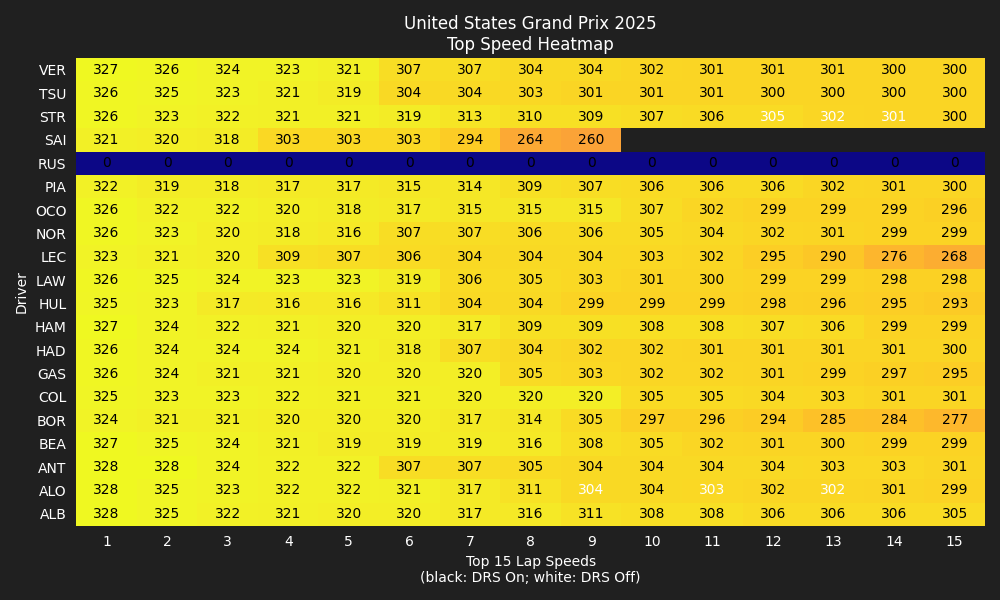 United States Grand Prix 2025
Top Speed Heatmap
VER 327 326 324 323 321 307 307 304 304 302 301 301 301 300 300
TSU 326 325 323 321 319 304 304 303 301 301 301 300 300 300 300
STR 326 323 322 321 321 319 313 310 309 307 306 305 302 301 300
SAI 321 320 318 303 303 303 294 264 260
RUS 0 0 0 0 0 0 0 0 0 0 0 0 0 0 0
PIA 322 319 318 317 317 315 314 309 307 306 306 306 302 301 300
OCO 326 322 322 320 318 317 315 315 315 307 302 299 299 299 296
NOR 326 323 320 318 316 307 307 306 306 305 304 302 301 299 299
LEC 323 321 320 309 307 306 304 304 304 303 302 295 290 276 268
LAW 326 325 324 323 323 319 306 305 303 301 300 299 299 298 298
Driver
HUL 325 323 317 316 316 311 304 304 299 299 299 298 296 295 293
HAM 327 324 322 321 320 320 317 309 309 308 308 307 306 299 299
HAD 326 324 324 324 321 318 307 304 302 302 301 301 301 301 300
GAS 326 324 321 321 320 320 320 305 303 302 302 301 299 297 295
COL 325 323 323 322 321 321 320 320 320 305 305 304 303 301 301
BOR 324 321 321 320 320 320 317 314 305 297 296 294 285 284 277
BEA 327 325 324 321 319 319 319 316 308 305 302 301 300 299 299
ANT 328 328 324 322 322 307 307 305 304 304 304 304 303 303 301
ALO 328 325 323 322 322 321 317 311 304 304 303 302 302 301 299
ALB 328 325 322 321 320 320 317 316 311 308 308 306 306 306 305
1 2 3 4 5 6 7 8 9 10 11 12 13 14 15
Top 15 Lap Speeds
(black: DRS On; white: DRS Off)